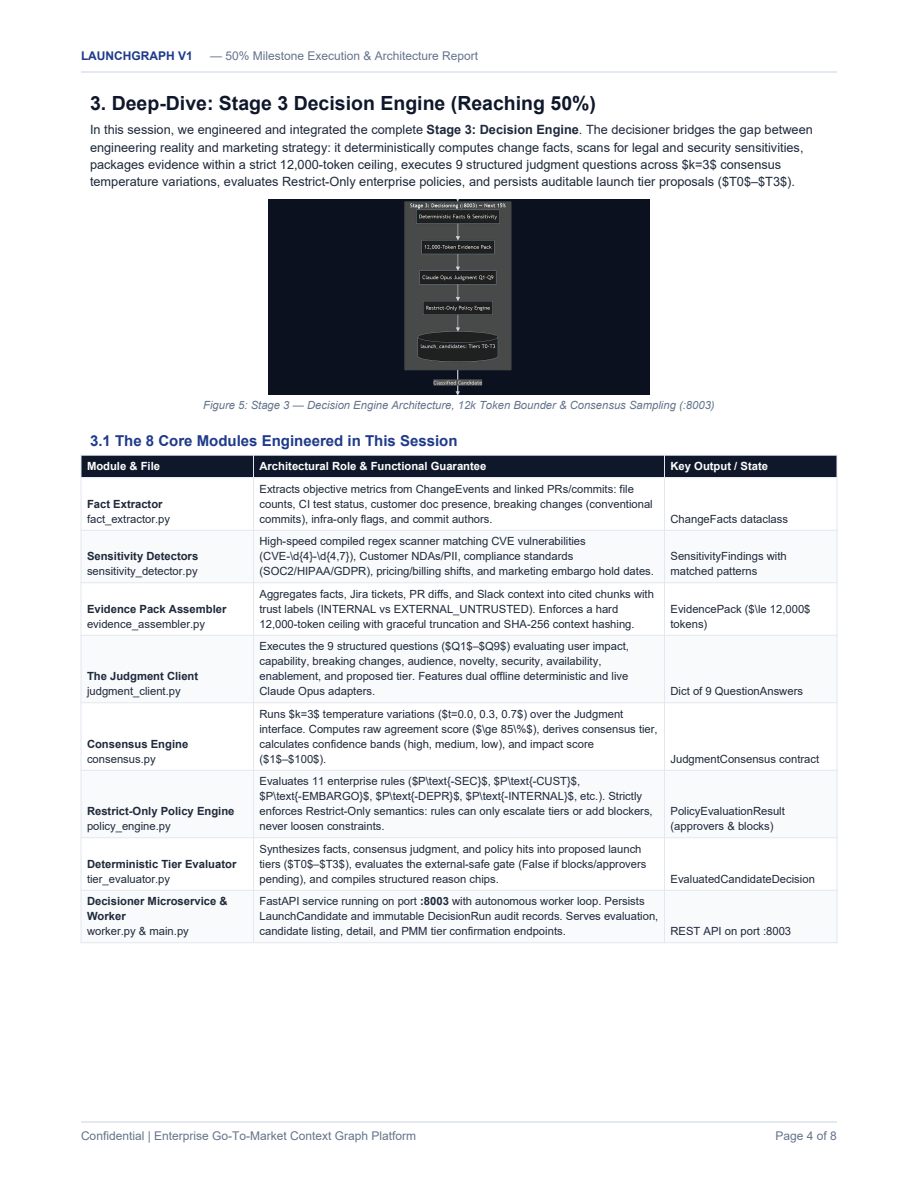 LAUNCHGRAPH V1 — 50% Milestone Execution & Architecture Report
3. Deep-Dive: Stage 3 Decision Engine (Reaching 50%)
In this session, we engineered and integrated the complete Stage 3: Decision Engine. The decisioner bridges the gap between
engineering reality and marketing strategy: it deterministically computes change facts, scans for legal and security sensitivities,
packages evidence within a strict 12,000-token ceiling, executes 9 structured judgment questions across $k=3$ consensus
temperature variations, evaluates Restrict-Only enterprise policies, and persists auditable launch tier proposals ($T0$–$T3$).
Stage 3: Decisioning (:8003) — Next 15%
Deterministic Facts & Sensitivity
12,000-Token Evidence Pack
Claude Opus Judgment Q1-Q9
Restrict-Only Policy Engine
launch_candidates: Tiers T0-T3
Classified Candidate
Figure 5: Stage 3 — Decision Engine Architecture, 12k Token Bounder & Consensus Sampling (:8003)
3.1 The 8 Core Modules Engineered in This Session
Module & File
Architectural Role & Functional Guarantee
Key Output / State
Fact Extractor
fact_extractor.py
Extracts objective metrics from ChangeEvents and linked PRs/commits: file
counts, CI test status, customer doc presence, breaking changes (conventional
commits), infra-only flags, and commit authors.
ChangeFacts dataclass
Sensitivity Detectors
sensitivity_detector.py
High-speed compiled regex scanner matching CVE vulnerabilities
(CVE-\d{4}-\d{4,7}), Customer NDAs/PII, compliance standards
(SOC2/HIPAA/GDPR), pricing/billing shifts, and marketing embargo hold dates.
SensitivityFindings with
matched patterns
Evidence Pack Assembler
evidence_assembler.py
Aggregates facts, Jira tickets, PR diffs, and Slack context into cited chunks with
trust labels (INTERNAL vs EXTERNAL_UNTRUSTED). Enforces a hard
12,000-token ceiling with graceful truncation and SHA-256 context hashing.
EvidencePack ($\le 12,000$
tokens)
The Judgment Client
judgment_client.py
Executes the 9 structured questions ($Q1$–$Q9$) evaluating user impact,
capability, breaking changes, audience, novelty, security, availability,
enablement, and proposed tier. Features dual offline deterministic and live
Claude Opus adapters.
Dict of 9 QuestionAnswers
Consensus Engine
consensus.py
Runs $k=3$ temperature variations ($t=0.0, 0.3, 0.7$) over the Judgment
interface. Computes raw agreement score ($\ge 85\%$), derives consensus tier,
calculates confidence bands (high, medium, low), and impact score
($1$–$100$).
JudgmentConsensus contract
Restrict-Only Policy Engine
policy_engine.py
Evaluates 11 enterprise rules ($P\text{-SEC}$, $P\text{-CUST}$,
$P\text{-EMBARGO}$, $P\text{-DEPR}$, $P\text{-INTERNAL}$, etc.). Strictly
enforces Restrict-Only semantics: rules can only escalate tiers or add blockers,
never loosen constraints.
PolicyEvaluationResult
(approvers & blocks)
Deterministic Tier Evaluator
tier_evaluator.py
Synthesizes facts, consensus judgment, and policy hits into proposed launch
tiers ($T0$–$T3$), evaluates the external-safe gate (False if blocks/approvers
pending), and compiles structured reason chips.
EvaluatedCandidateDecision
Decisioner Microservice &
Worker
worker.py & main.py
FastAPI service running on port :8003 with autonomous worker loop. Persists
LaunchCandidate and immutable DecisionRun audit records. Serves evaluation,
candidate listing, detail, and PMM tier confirmation endpoints.
REST API on port :8003
Confidential | Enterprise Go-To-Market Context Graph Platform
Page 4 of 8